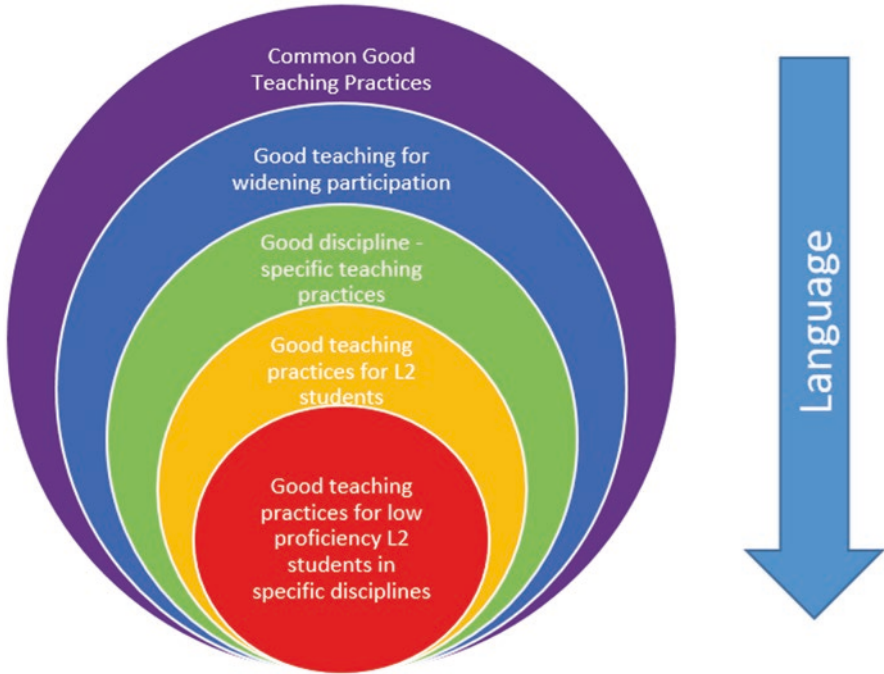 Common Good
Teaching Practices
Good teaching for
widening participation
Good discipline -
specific teaching
practices
Good teaching
practices for L2
students
Good teaching
practices for low
proficiency L2
students in
specific disciplines
Language